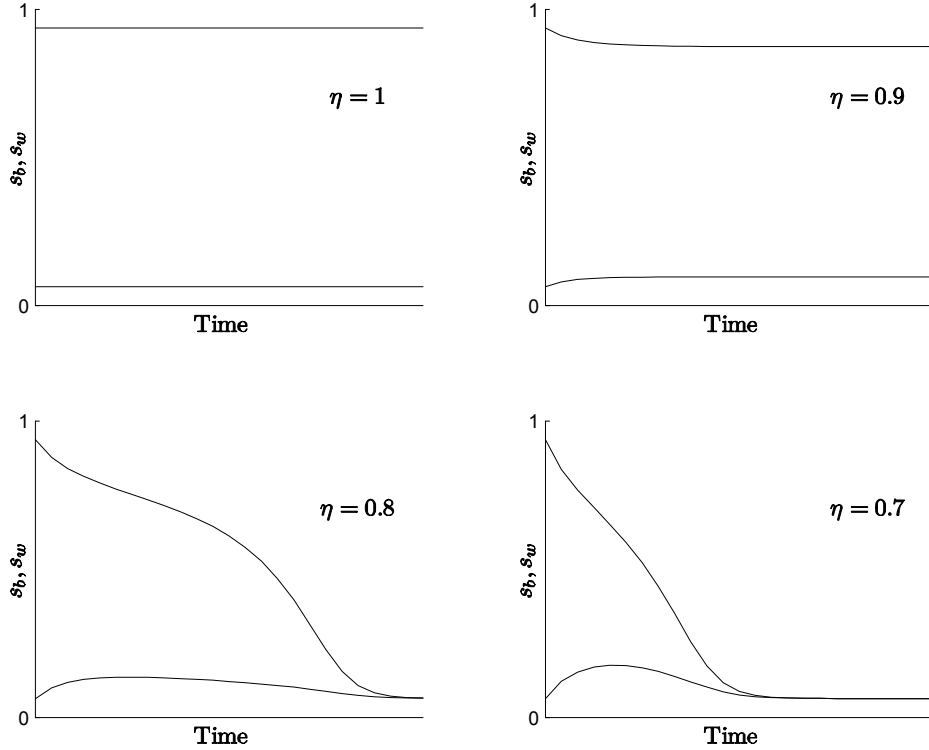 1
η = 1
s_b, s_w
0
Time
1
η = 0.9
s_b, s_w
0
Time
1
η = 0.8
s_b, s_w
0
Time
1
η = 0.7
s_b, s_w
0
Time